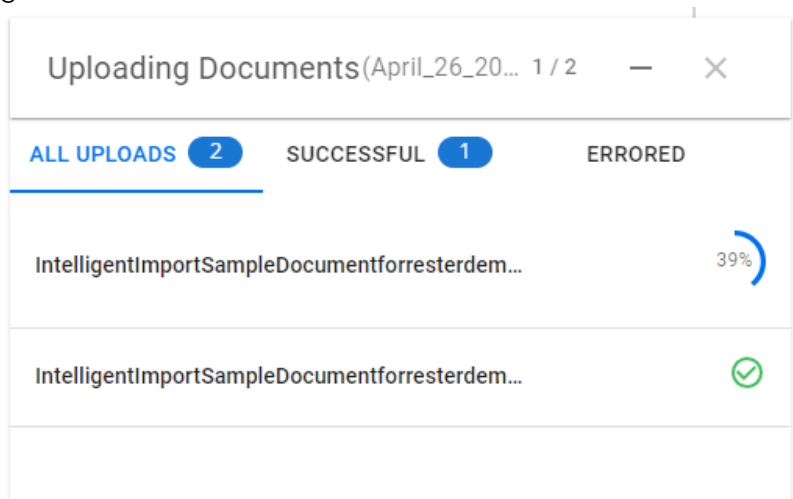 Uploading Documents(April_26_20... 1 / 2
ALL UPLOADS 2 SUCCESSFUL 1 ERRORED
IntelligentImportSampleDocumentforresterdem... 39%
IntelligentImportSampleDocumentforresterdem...